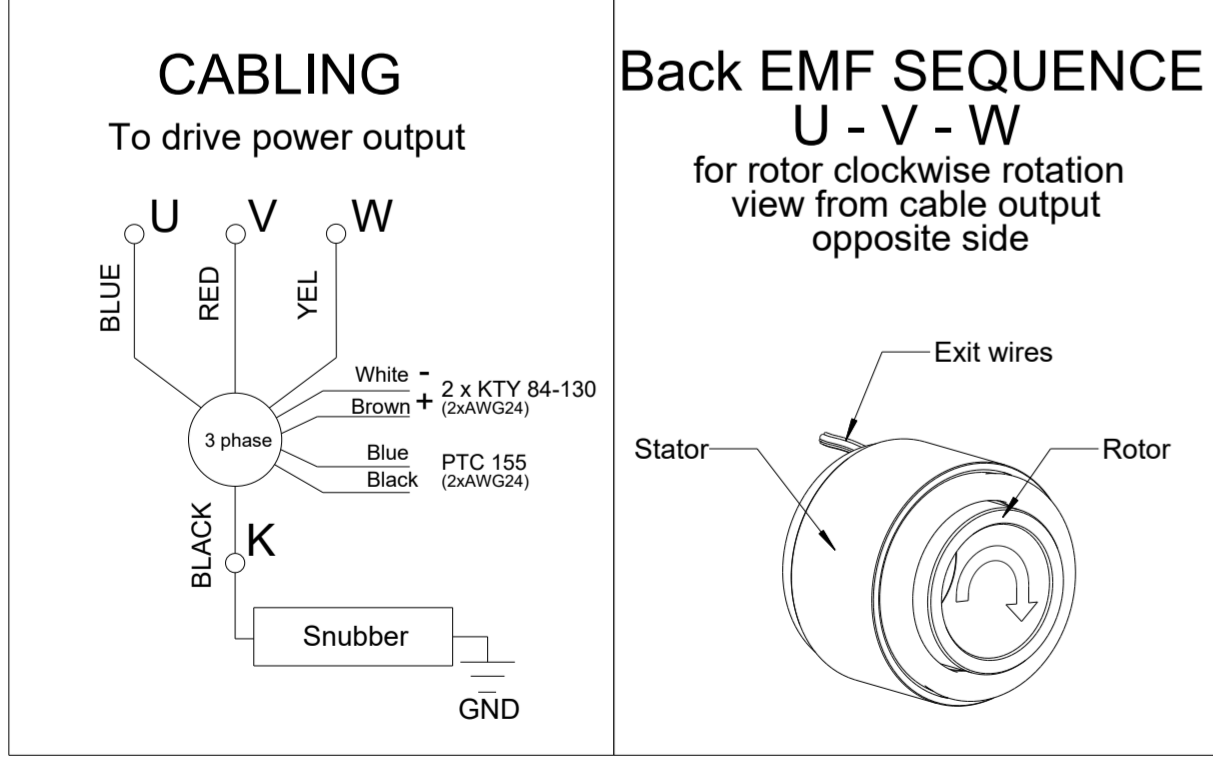 CABLING
To drive power output
U V W
BLUE RED YEL
3 phase
White -
Brown +
2 x KTY 84-130
(2xAWG24)
Blue
Black
PTC 155
(2xAWG24)
BLACK
K
Snubber
GND
Back EMF SEQUENCE
U - V - W
for rotor clockwise rotation
view from cable output
opposite side
Exit wires
Stator
Rotor